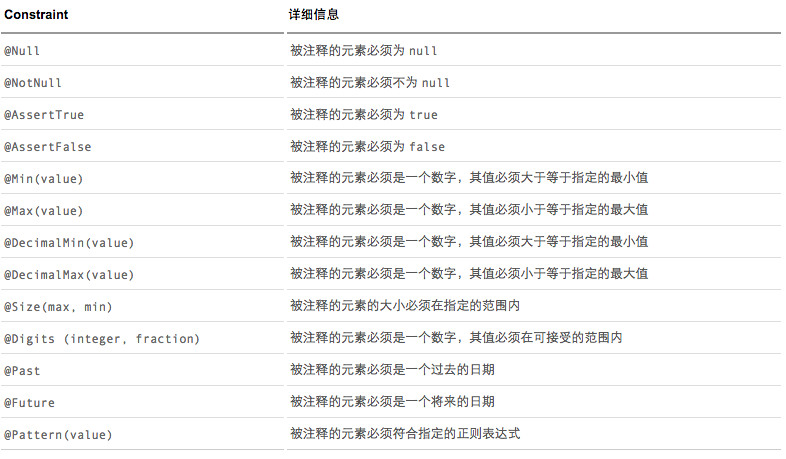 Constraint 详细信息
@Null 被注释的元素必须为 null
@NotNull 被注释的元素必须不为 null
@AssertTrue 被注释的元素必须为 true
@AssertFalse 被注释的元素必须为 false
@Min(value) 被注释的元素必须是一个数字，其值必须大于等于指定的最小值
@Max(value) 被注释的元素必须是一个数字，其值必须小于等于指定的最大值
@DecimalMin(value) 被注释的元素必须是一个数字，其值必须大于等于指定的最小值
@DecimalMax(value) 被注释的元素必须是一个数字，其值必须小于等于指定的最大值
@Size(max, min) 被注释的元素的大小必须在指定的范围内
@Digits (integer, fraction) 被注释的元素必须是一个数字，其值必须在可接受的范围内
@Past 被注释的元素必须是一个过去的日期
@Future 被注释的元素必须是一个将来的日期
@Pattern(value) 被注释的元素必须符合指定的正则表达式